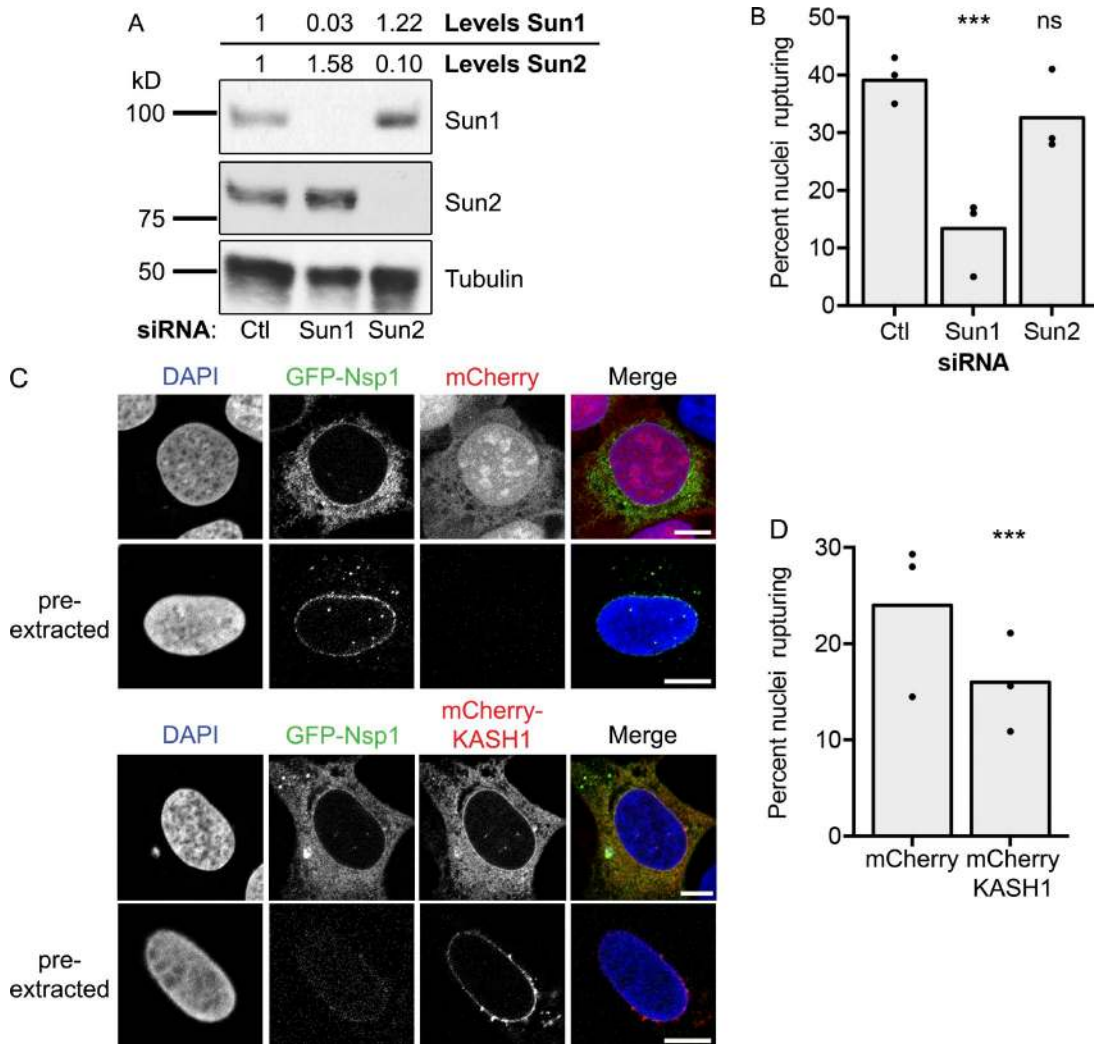 A
1 0.03 1.22 Levels Sun1
1 1.58 0.10 Levels Sun2
kD
100
Sun1
Sun2
75
50
Tubulin
siRNA: Ctl Sun1 Sun2
B
Percent nuclei rupturing
50
40
30
20
10
0
***
ns
Ctl Sun1 Sun2
siRNA
C
DAPI GFP-Nsp1 mCherry Merge
pre-
extracted
DAPI GFP-Nsp1 mCherry-
KASH1 Merge
pre-
extracted
D
Percent nuclei rupturing
30
20
10
0
***
mCherry mCherry
KASH1